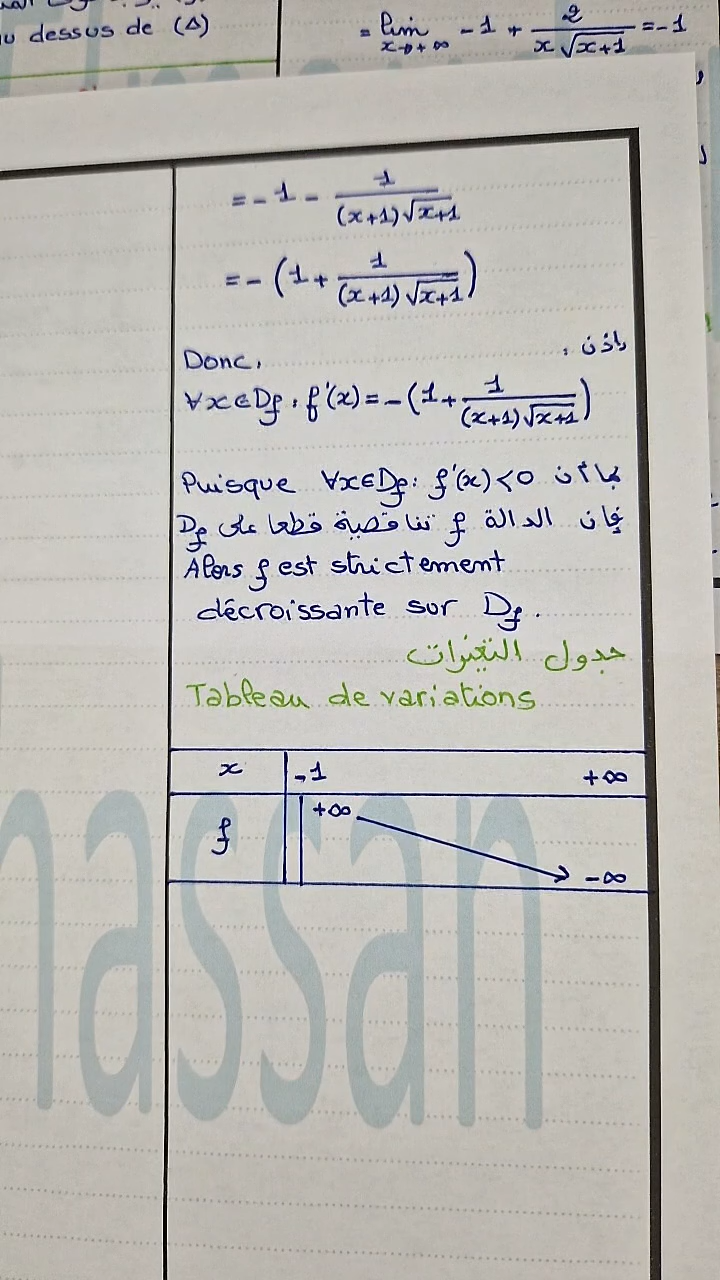 au dessus de (Δ)
= lim x→+∞ -1 + 2/(x√(x+1)) = -1
= -1 - 1/((x+1)√(x+1))
= -(1 + 1/((x+1)√(x+1)))
Donc, إذن،
∀x∈Df, f'(x) = -(1 + 1/((x+1)√(x+1)))
Puisque ∀x∈Df: f'(x) < 0 بما أن
فإن الدالة f تناقصية قطعا على Df
Alors f est strictement
décroissante sur Df.
جدول التغيرات
Tableau de variations
x -1 +∞
f +∞ -∞
hassan